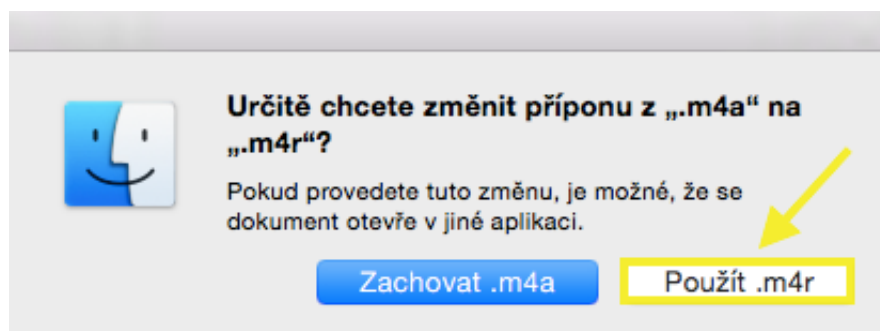 Určitě chcete změnit příponu z „.m4a“ na
„.m4r“?
Pokud provedete tuto změnu, je možné, že se
dokument otevře v jiné aplikaci.
Zachovat .m4a
Použít .m4r